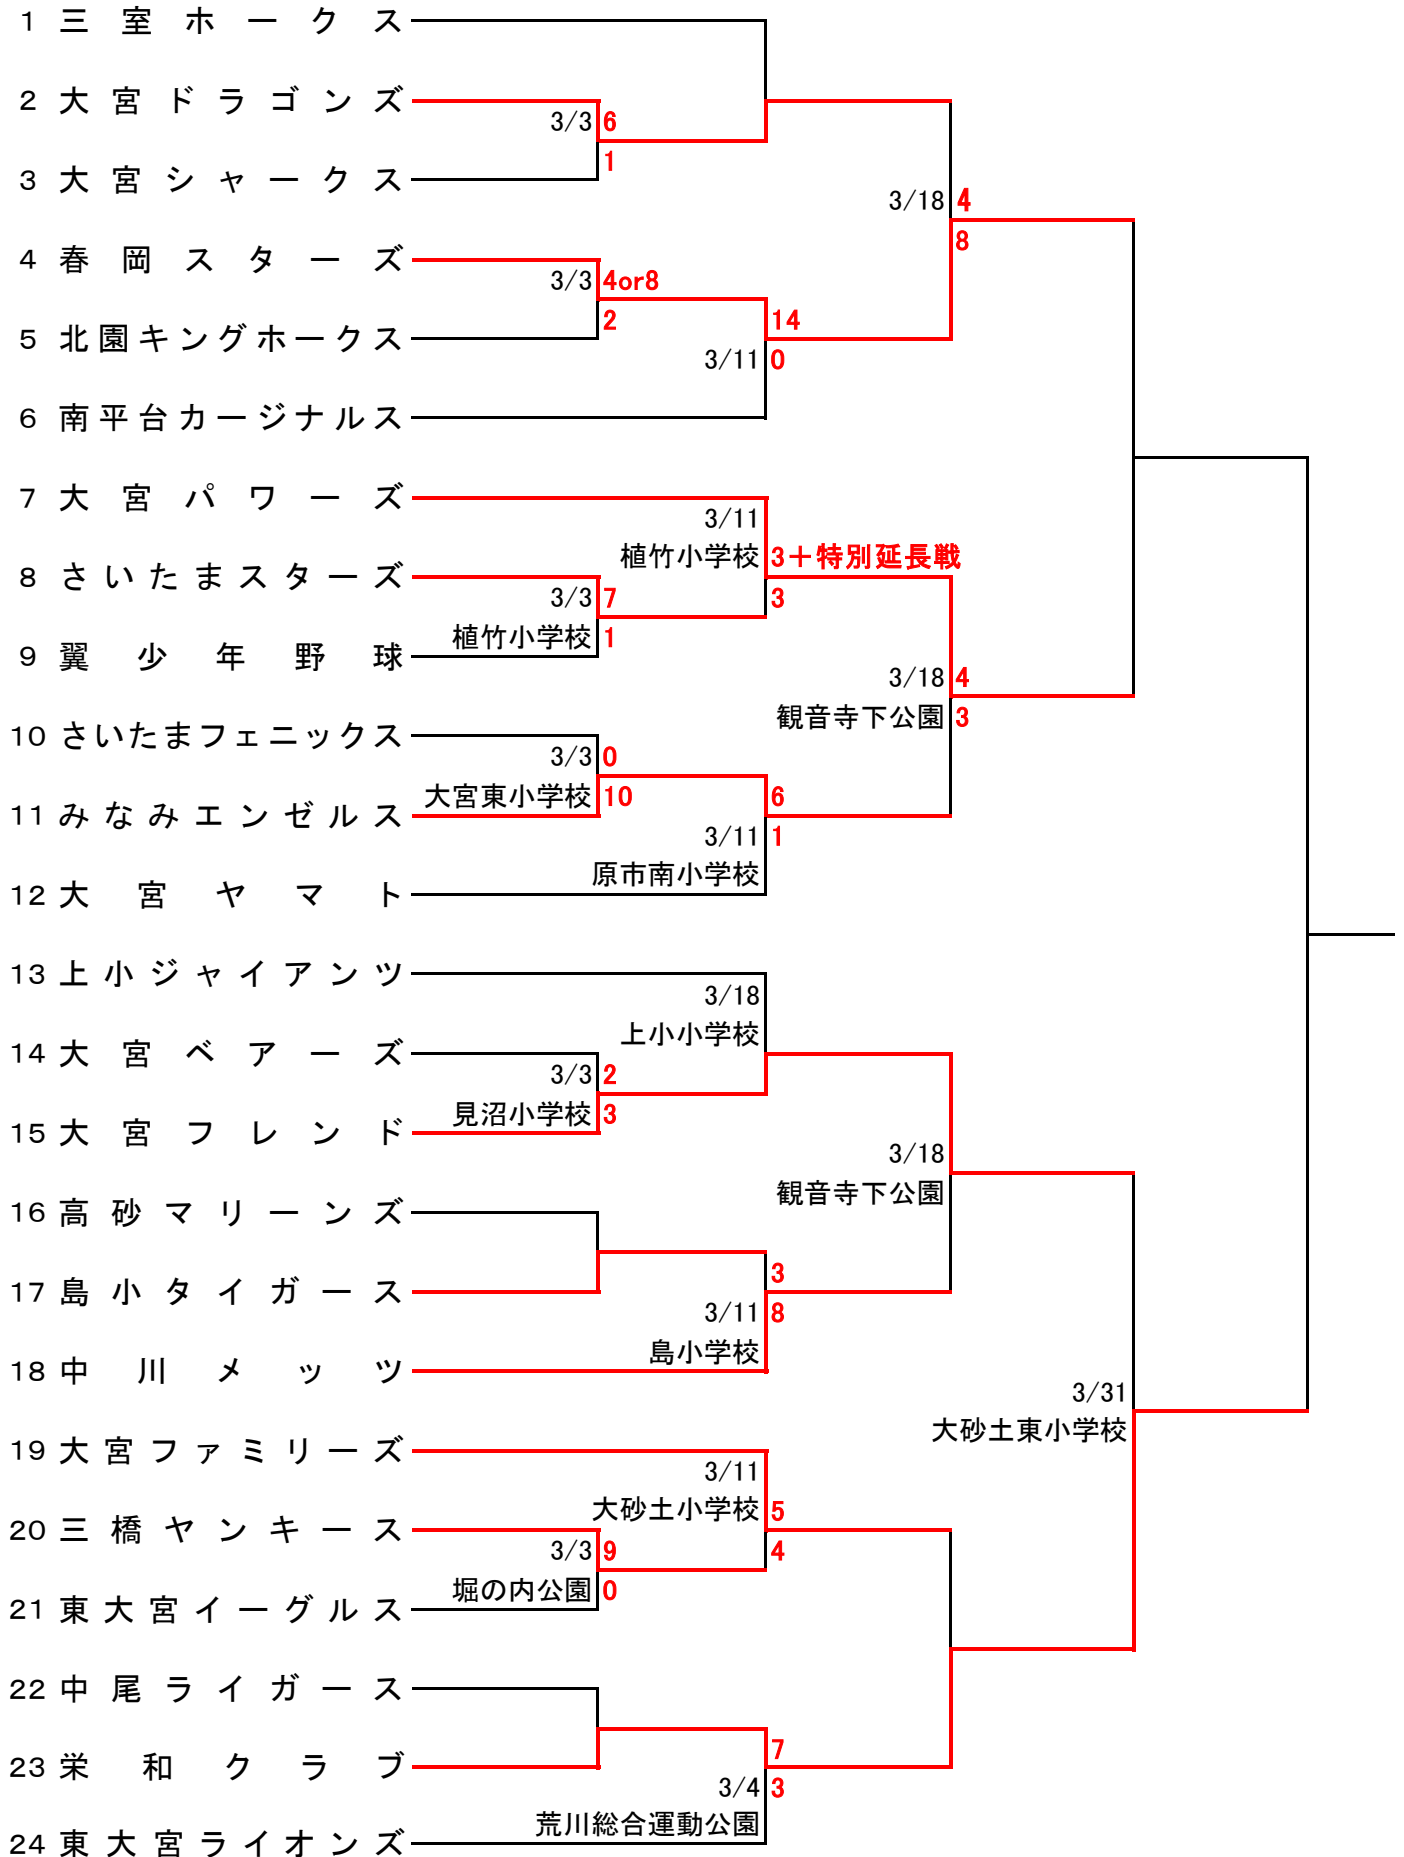 1 三室ホークス
2 大宮ドラゴンズ
3/3 6
1
3 大宮シャークス
3/18 4
8
4 春岡スターズ
3/3 4or8
2
14
5 北園キングホークス
3/11 0
6 南平台カージナルス
7 大宮パワーズ
3/11
植竹小学校 3＋特別延長戦
8 さいたまスターズ
3/3 7
3
植竹小学校 1
9 翼少年野球
3/18 4
観音寺下公園 3
10 さいたまフェニックス
3/3 0
大宮東小学校 10
6
11 みなみエンゼルス
3/11 1
原市南小学校
12 大宮ヤマト
13 上小ジャイアンツ
3/18
上小小学校
14 大宮ベアーズ
3/3 2
見沼小学校 3
15 大宮フレンド
3/18
観音寺下公園
16 高砂マリーンズ
3
17 島小タイガース
3/11 8
島小学校
18 中川メッツ
3/31
大砂土東小学校
19 大宮ファミリーズ
3/11
大砂土小学校 5
20 三橋ヤンキース
3/3 9
4
堀の内公園 0
21 東大宮イーグルス
22 中尾ライガース
7
23 栄和クラブ
3/4 3
荒川総合運動公園
24 東大宮ライオンズ